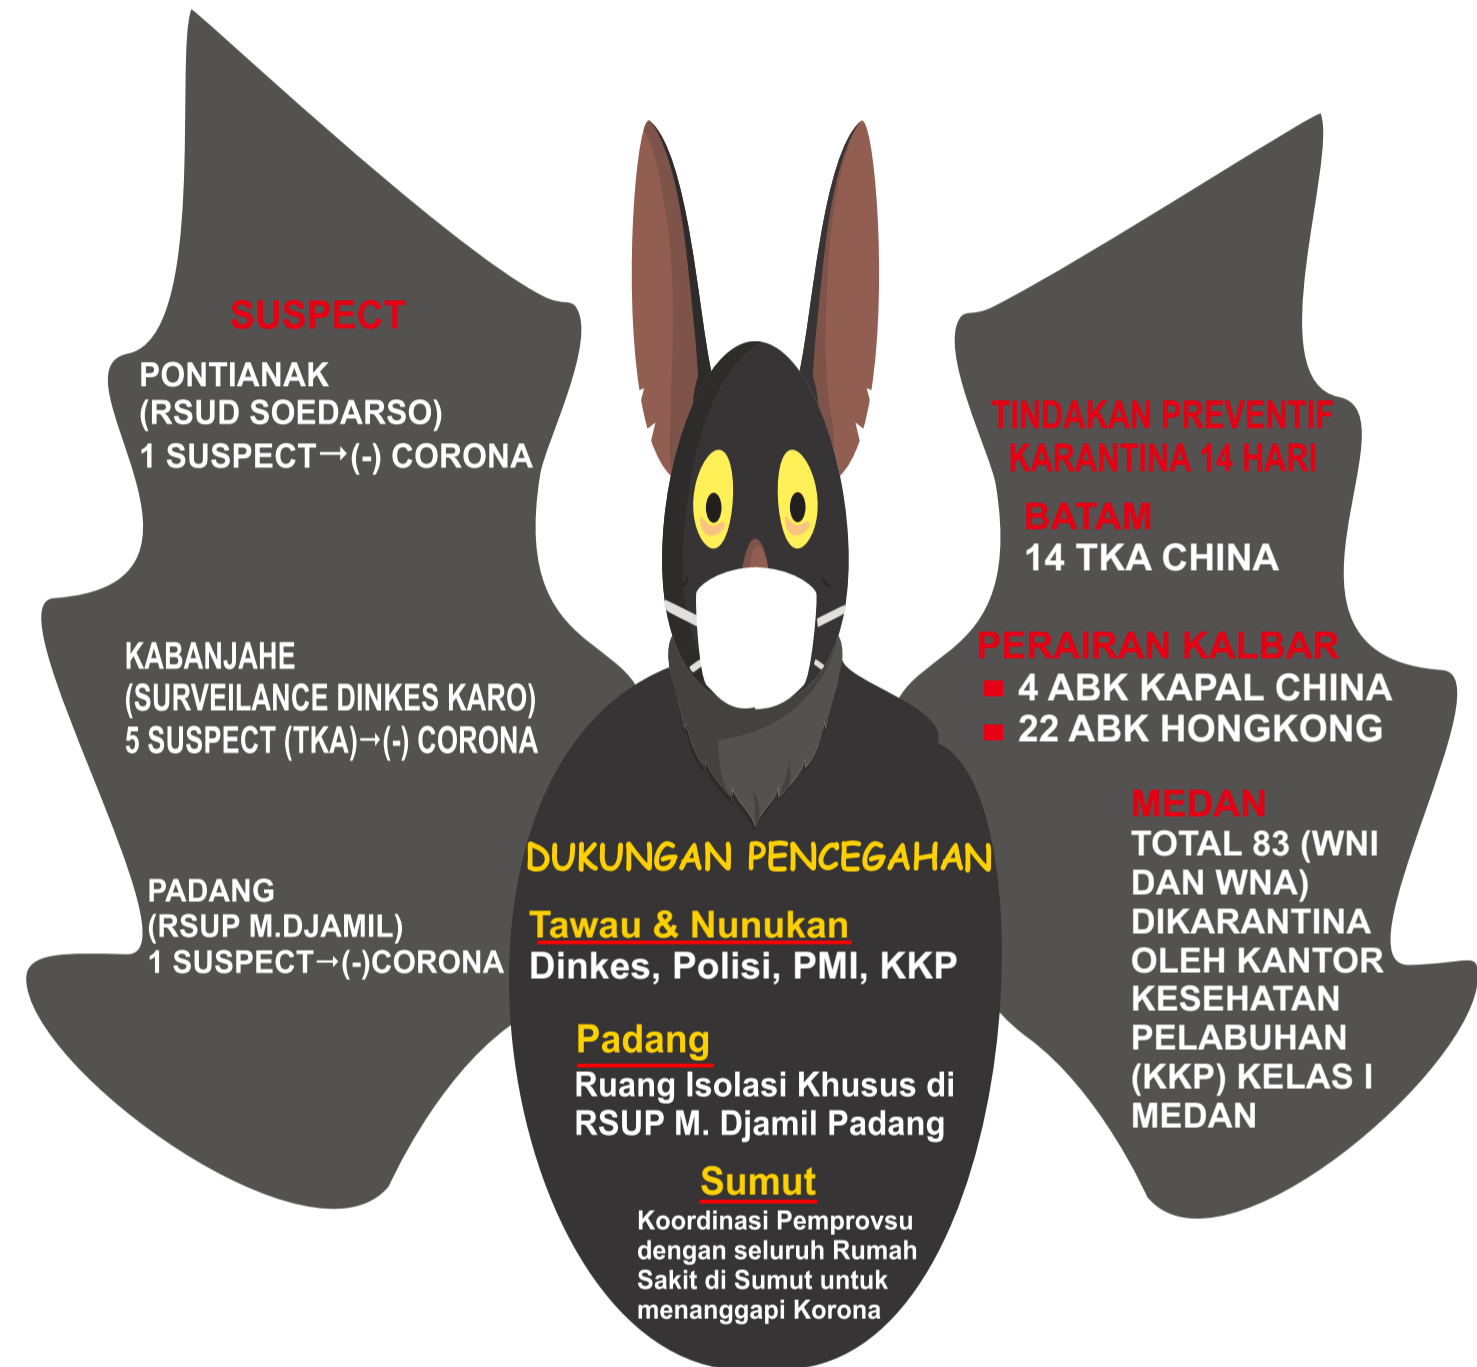 SUSPECT
PONTIANAK
(RSUD SOEDARSO)
1 SUSPECT→(-) CORONA
KABANJAHE
(SURVEILANCE DINKES KARO)
5 SUSPECT (TKA)→(-) CORONA
PADANG
(RSUP M.DJAMIL)
1 SUSPECT→(-)CORONA
DUKUNGAN PENCEGAHAN
Tawau & Nunukan
Dinkes, Polisi, PMI, KKP
Padang
Ruang Isolasi Khusus di
RSUP M. Djamil Padang
Sumut
Koordinasi Pemprovsu
dengan seluruh Rumah
Sakit di Sumut untuk
menanggapi Korona
TINDAKAN PREVENTIF
KARANTINA 14 HARI
BATAM
14 TKA CHINA
PERAIRAN KALBAR
4 ABK KAPAL CHINA
22 ABK HONGKONG
MEDAN
TOTAL 83 (WNI
DAN WNA)
DIKARANTINA
OLEH KANTOR
KESEHATAN
PELABUHAN
(KKP) KELAS I
MEDAN